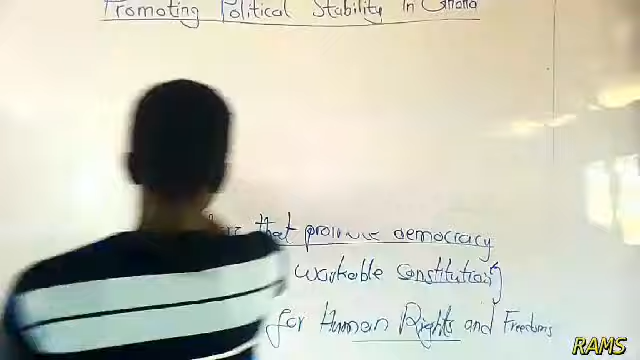 Promoting Political Stability In Ghana
that promote democracy
workable constitution
for Human Rights and Freedoms
RAMS